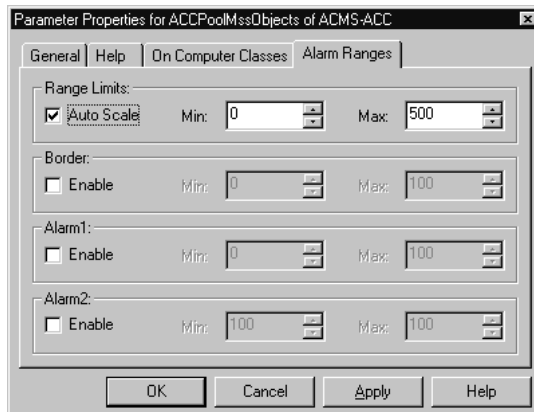 Parameter Properties for ACCPoolMssObjects of ACMS-ACC
General Help On Computer Classes Alarm Ranges
Range Limits:
Auto Scale Min: 0 Max: 500
Border:
Enable Min: 0 Max: 100
Alarm1:
Enable Min: 0 Max: 100
Alarm2:
Enable Min: 100 Max: 100
OK Cancel Apply Help